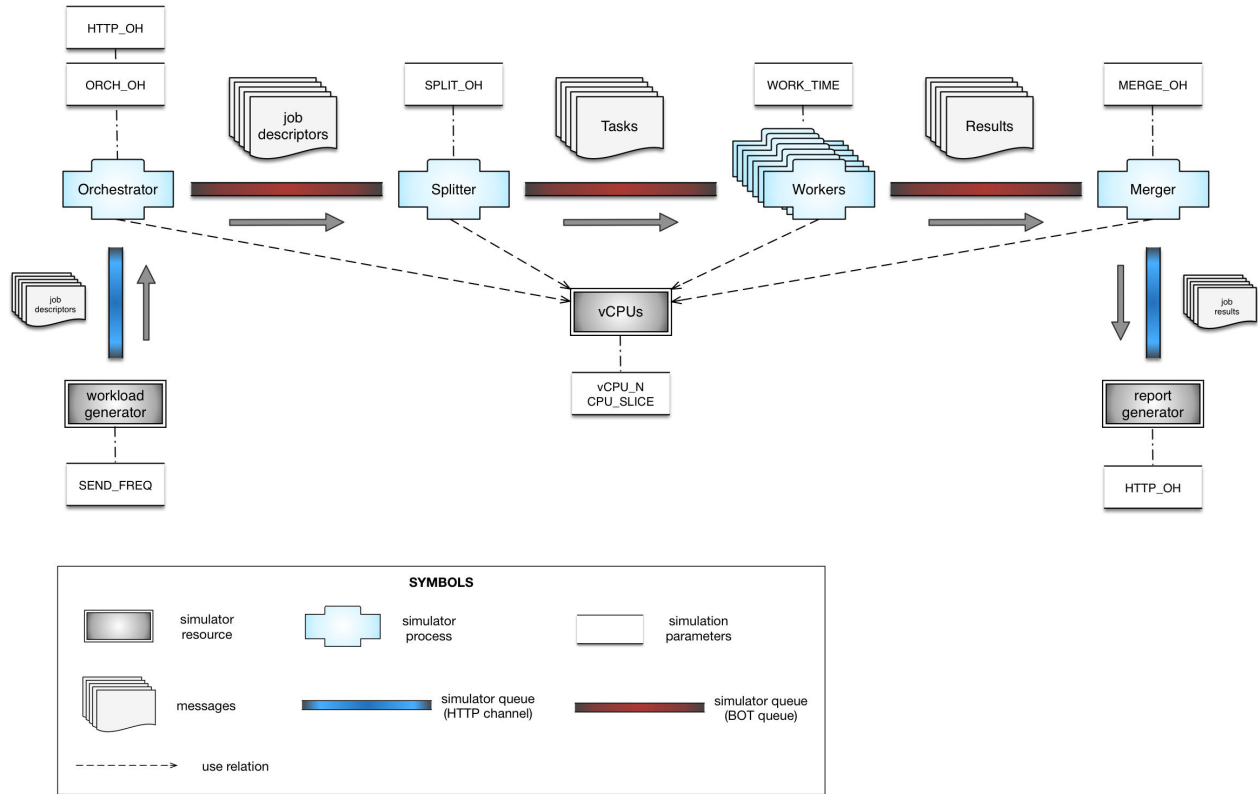 HTTP_OH
ORCH_OH
job
descriptors
SPLIT_OH
Tasks
WORK_TIME
Results
MERGE_OH
Orchestrator
Splitter
Workers
Merger
job
descriptors
vCPUs
job
results
workload
generator
vCPU_N
CPU_SLICE
report
generator
SEND_FREQ
HTTP_OH
SYMBOLS
simulator
resource
simulator
process
simulation
parameters
messages
simulator queue
(HTTP channel)
simulator queue
(BOT queue)
use relation